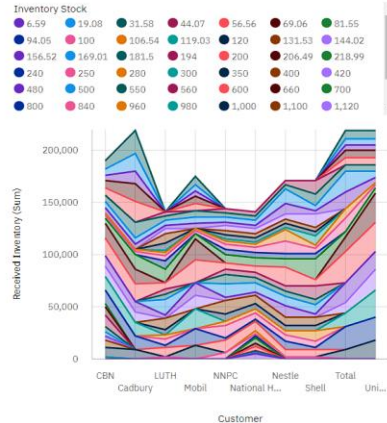 Inventory Stock
6.59 19.08 31.58 44.07 56.56 69.06 81.55
94.05 100 106.54 119.03 120 131.53 144.02
156.52 169.01 181.5 194 200 206.49 218.99
240 250 280 300 350 400 420
480 500 550 560 600 660 700
800 840 960 980 1,000 1,100 1,120
Received Inventory (Sum)
200,000
150,000
100,000
50,000
0
CBN LUTH NNPC Nestle Total
Cadbury Mobil National H... Shell Uni...
Customer